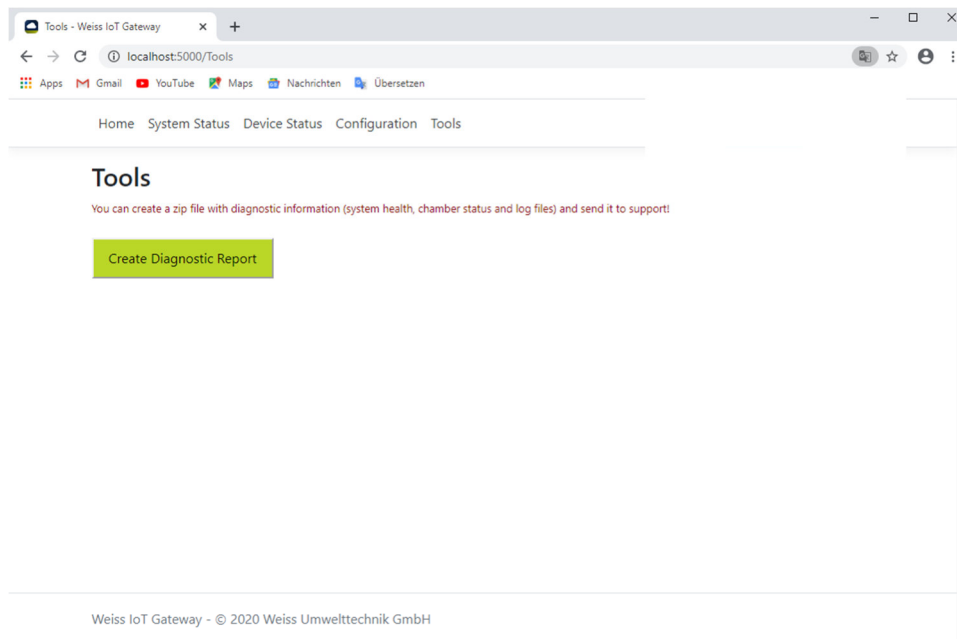 Tools - Weiss IoT Gateway
localhost:5000/Tools
Apps Gmail YouTube Maps Nachrichten Übersetzen
Home System Status Device Status Configuration Tools
Tools
You can create a zip file with diagnostic information (system health, chamber status and log files) and send it to support!
Create Diagnostic Report
Weiss IoT Gateway - © 2020 Weiss Umwelttechnik GmbH